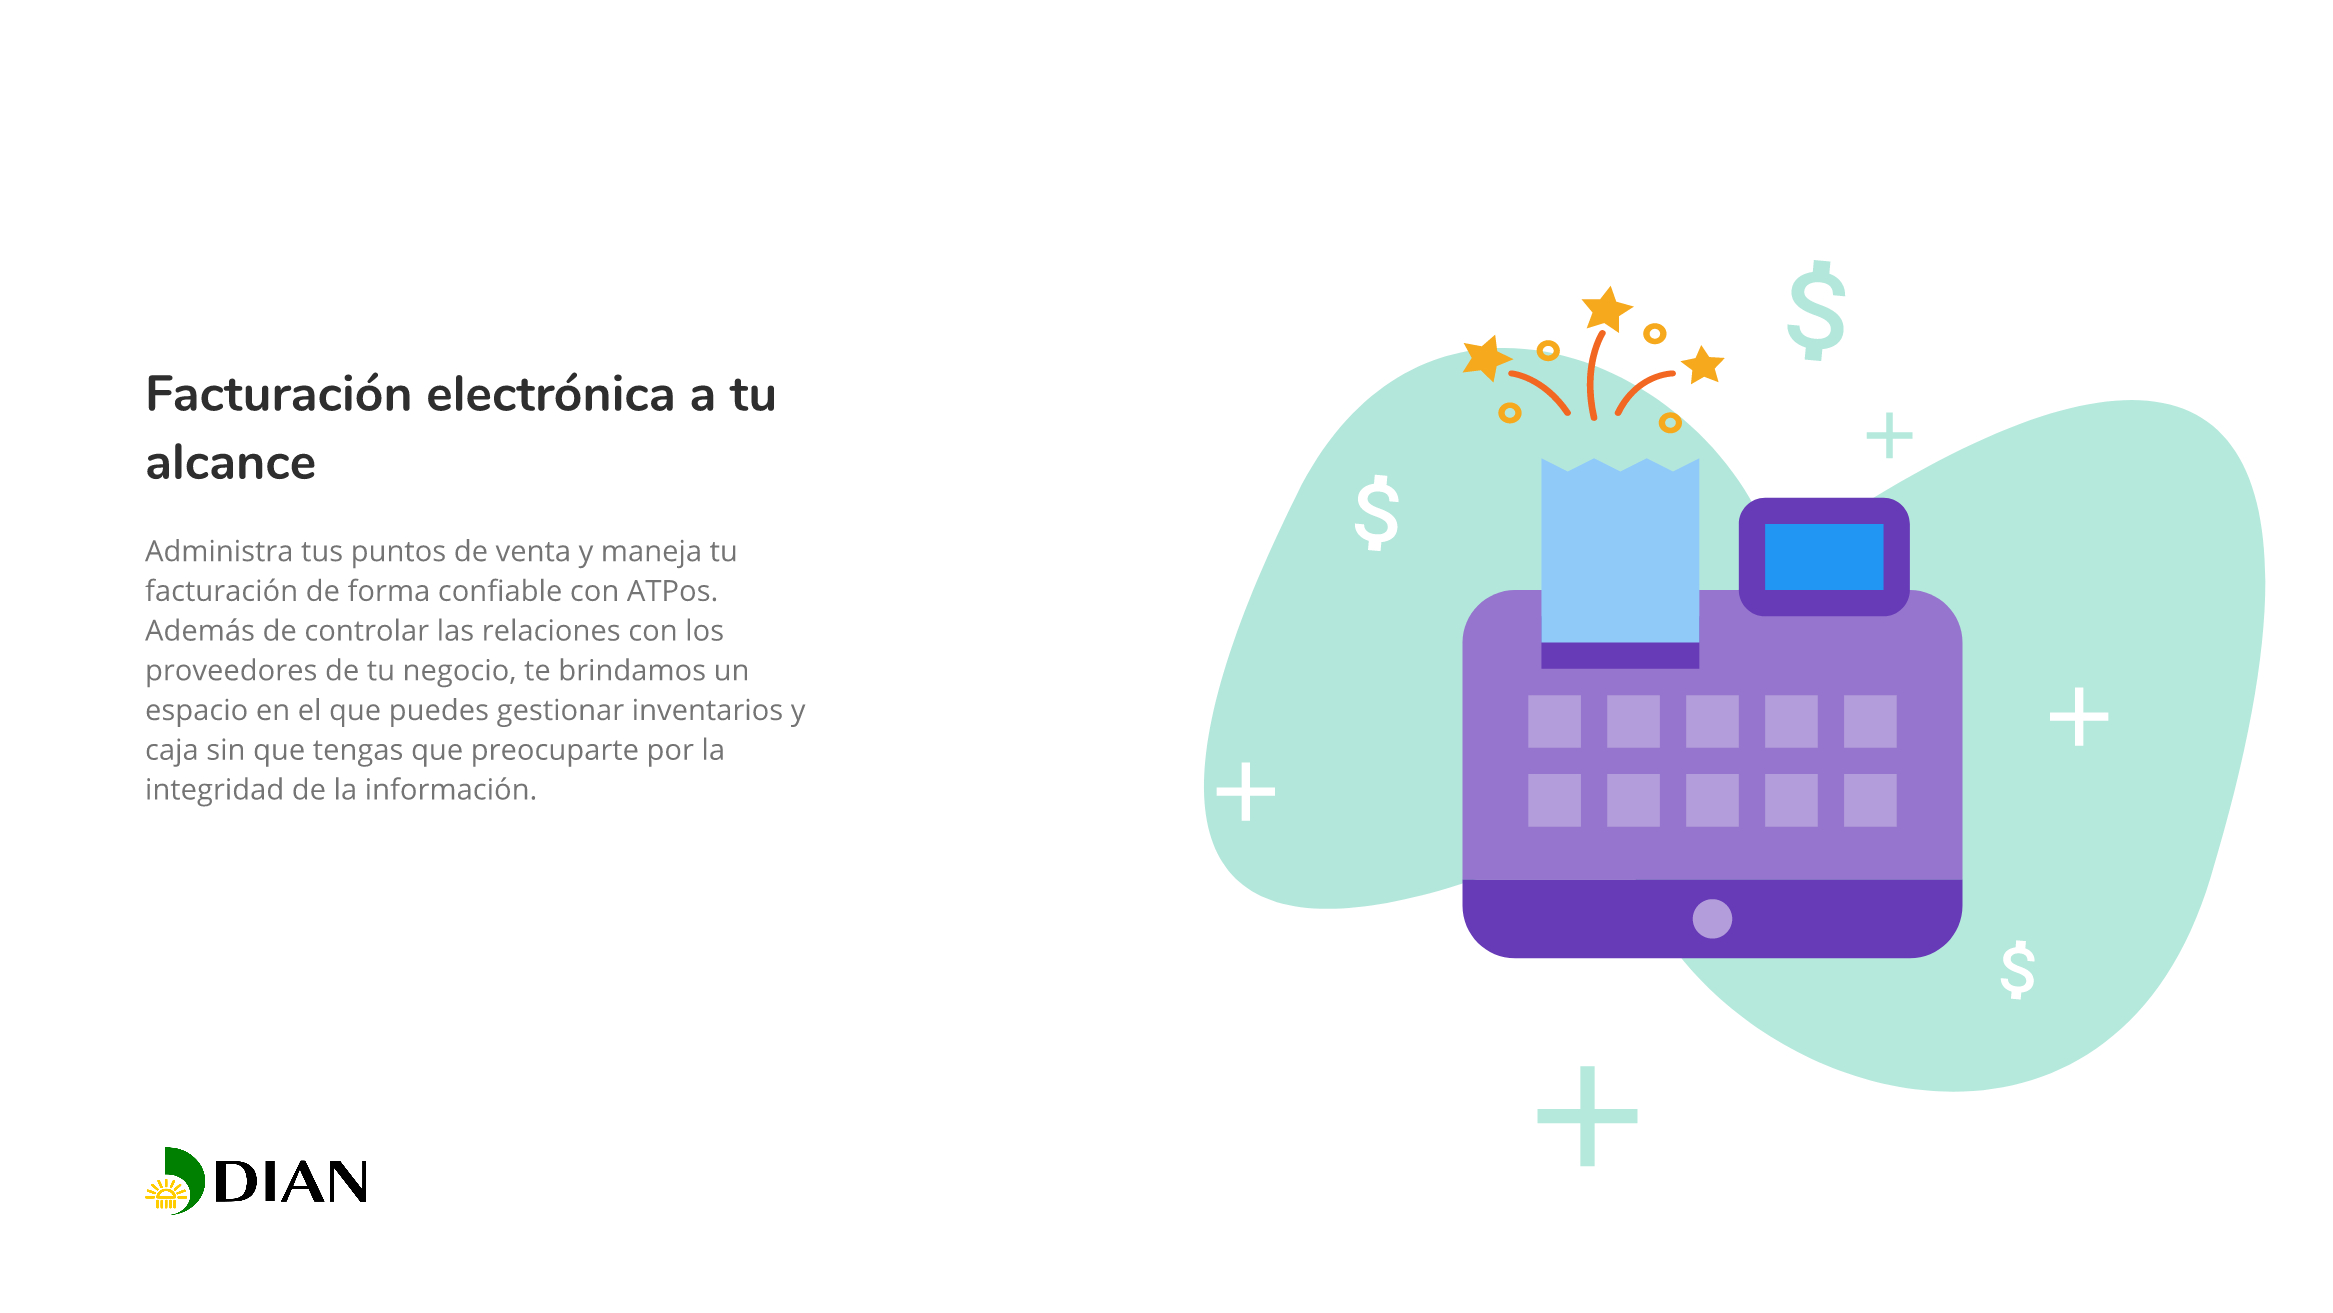 Facturación electrónica a tu
alcance
Administra tus puntos de venta y maneja tu
facturación de forma confiable con ATPos.
Además de controlar las relaciones con los
proveedores de tu negocio, te brindamos un
espacio en el que puedes gestionar inventarios y
caja sin que tengas que preocuparte por la
integridad de la información.
DIAN